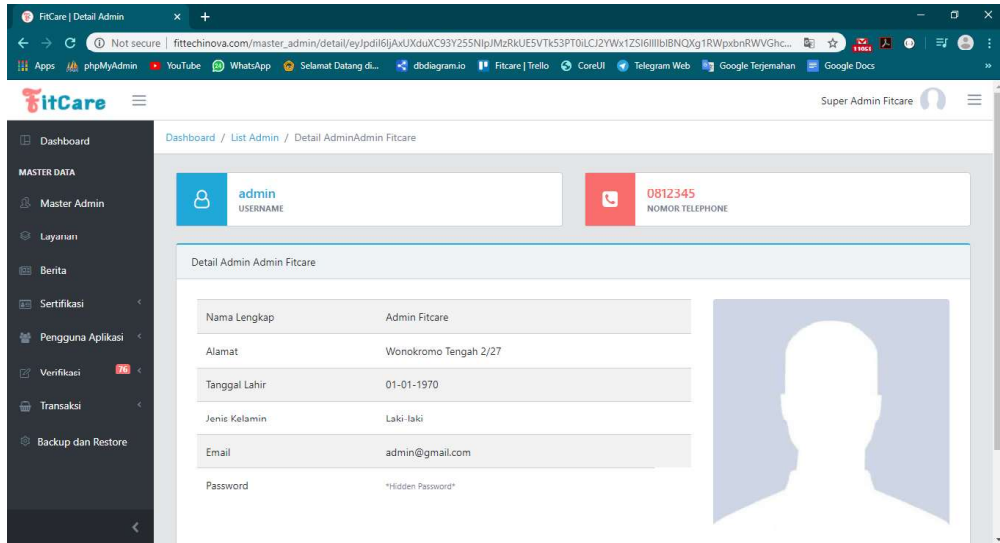 FitCare | Detail Admin
Not secure | fittechinova.com/master_admin/detail/
Apps phpMyAdmin YouTube WhatsApp Selamat Datang di... dbdiagram.io Fitcare | Trello CoreUI Telegram Web Google Terjemahan Google Docs
FitCare
Super Admin Fitcare
Dashboard
Dashboard / List Admin / Detail AdminAdmin Fitcare
MASTER DATA
Master Admin
Layanan
Berita
Sertifikasi
Pengguna Aplikasi
Verifikasi 76
Transaksi
Backup dan Restore
admin
USERNAME
0812345
NOMOR TELEPHONE
Detail Admin Admin Fitcare
Nama Lengkap Admin Fitcare
Alamat Wonokromo Tengah 2/27
Tanggal Lahir 01-01-1970
Jenis Kelamin Laki-laki
Email admin@gmail.com
Password *Hidden Password*